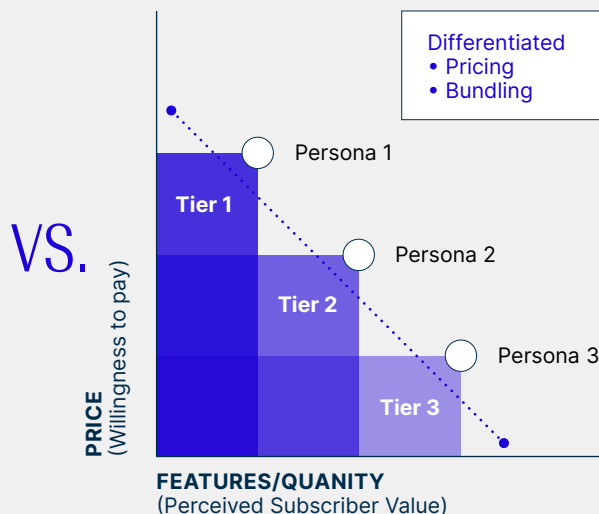 Differentiated
• Pricing
• Bundling
Persona 1
Tier 1
VS.
Persona 2
Tier 2
Persona 3
Tier 3
PRICE
(Willingness to pay)
FEATURES/QUANITY
(Perceived Subscriber Value)